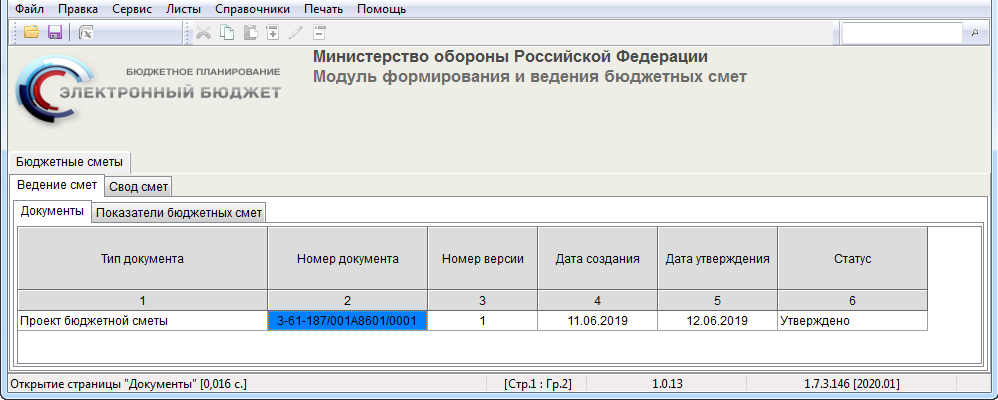 Файл Правка Сервис Листы Справочники Печать Помощь
Министерство обороны Российской Федерации
Модуль формирования и ведения бюджетных смет
БЮДЖЕТНОЕ ПЛАНИРОВАНИЕ
ЭЛЕКТРОННЫЙ БЮДЖЕТ
Бюджетные сметы
Ведение смет Свод смет
Документы Показатели бюджетных смет
Тип документа Номер документа Номер версии Дата создания Дата утверждения Статус
1 2 3 4 5 6
Проект бюджетной сметы 3-61-187/001А8601/0001 1 11.06.2019 12.06.2019 Утверждено
Открытие страницы "Документы" [0,016 с.] [Стр.1 : Гр.2] 1.0.13 1.7.3.146 [2020.01]